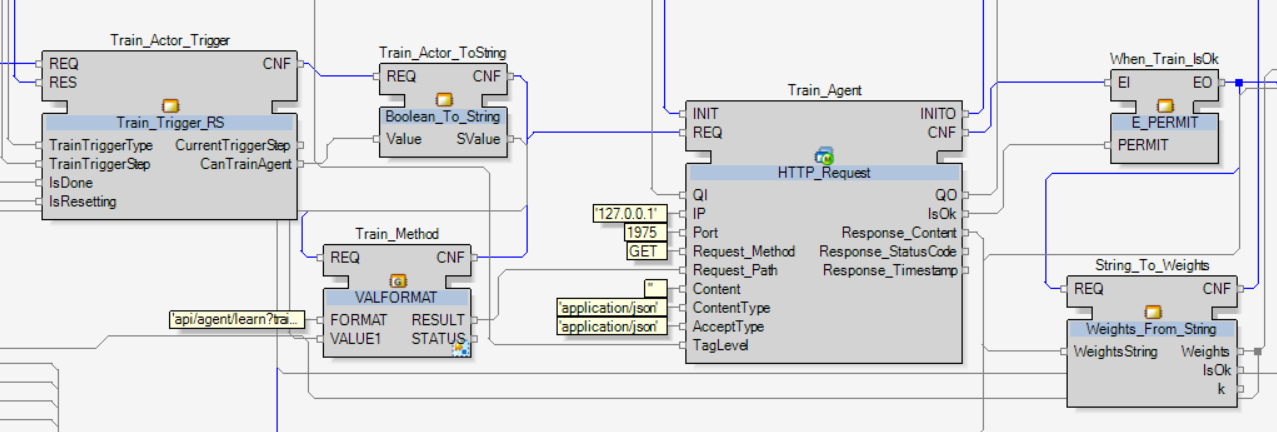 Train_Actor_Trigger
REQ CNF
RES
Train_Trigger_RS
TrainTriggerType CurrentTriggerStep
TrainTriggerStep CanTrainAgent
IsDone
IsResetting
Train_Actor_ToString
REQ CNF
Boolean_To_String
Value SValue
Train_Method
REQ CNF
G
VALFORMAT
'api/agent/learn?trai... FORMAT RESULT
VALUE1 STATUS
Train_Agent
INIT INITO
REQ CNF
HTTP_Request
QI QO
'127.0.0.1' IP IsOk
1975 Port Response_Content
GET Request_Method Response_StatusCode
Request_Path Response_Timestamp
'' Content
'application/json' ContentType
'application/json' AcceptType
TagLevel
When_Train_IsOk
EI EO
E_PERMIT
PERMIT
String_To_Weights
REQ CNF
Weights_From_String
WeightsString Weights
IsOk
k